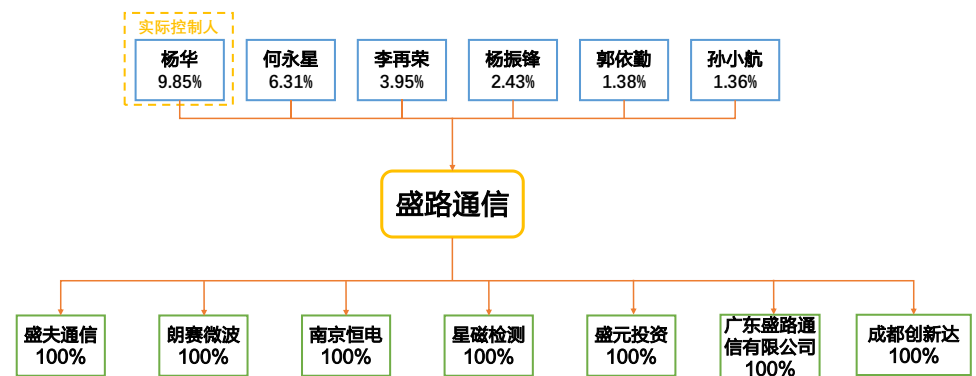 实际控制人
杨华
9.85%
何永星
6.31%
李再荣
3.95%
杨振锋
2.43%
郭依勤
1.38%
孙小航
1.36%
盛路通信
盛夫通信
100%
朗赛微波
100%
南京恒电
100%
星磁检测
100%
盛元投资
100%
广东盛路通
信有限公司
100%
成都创新达
100%